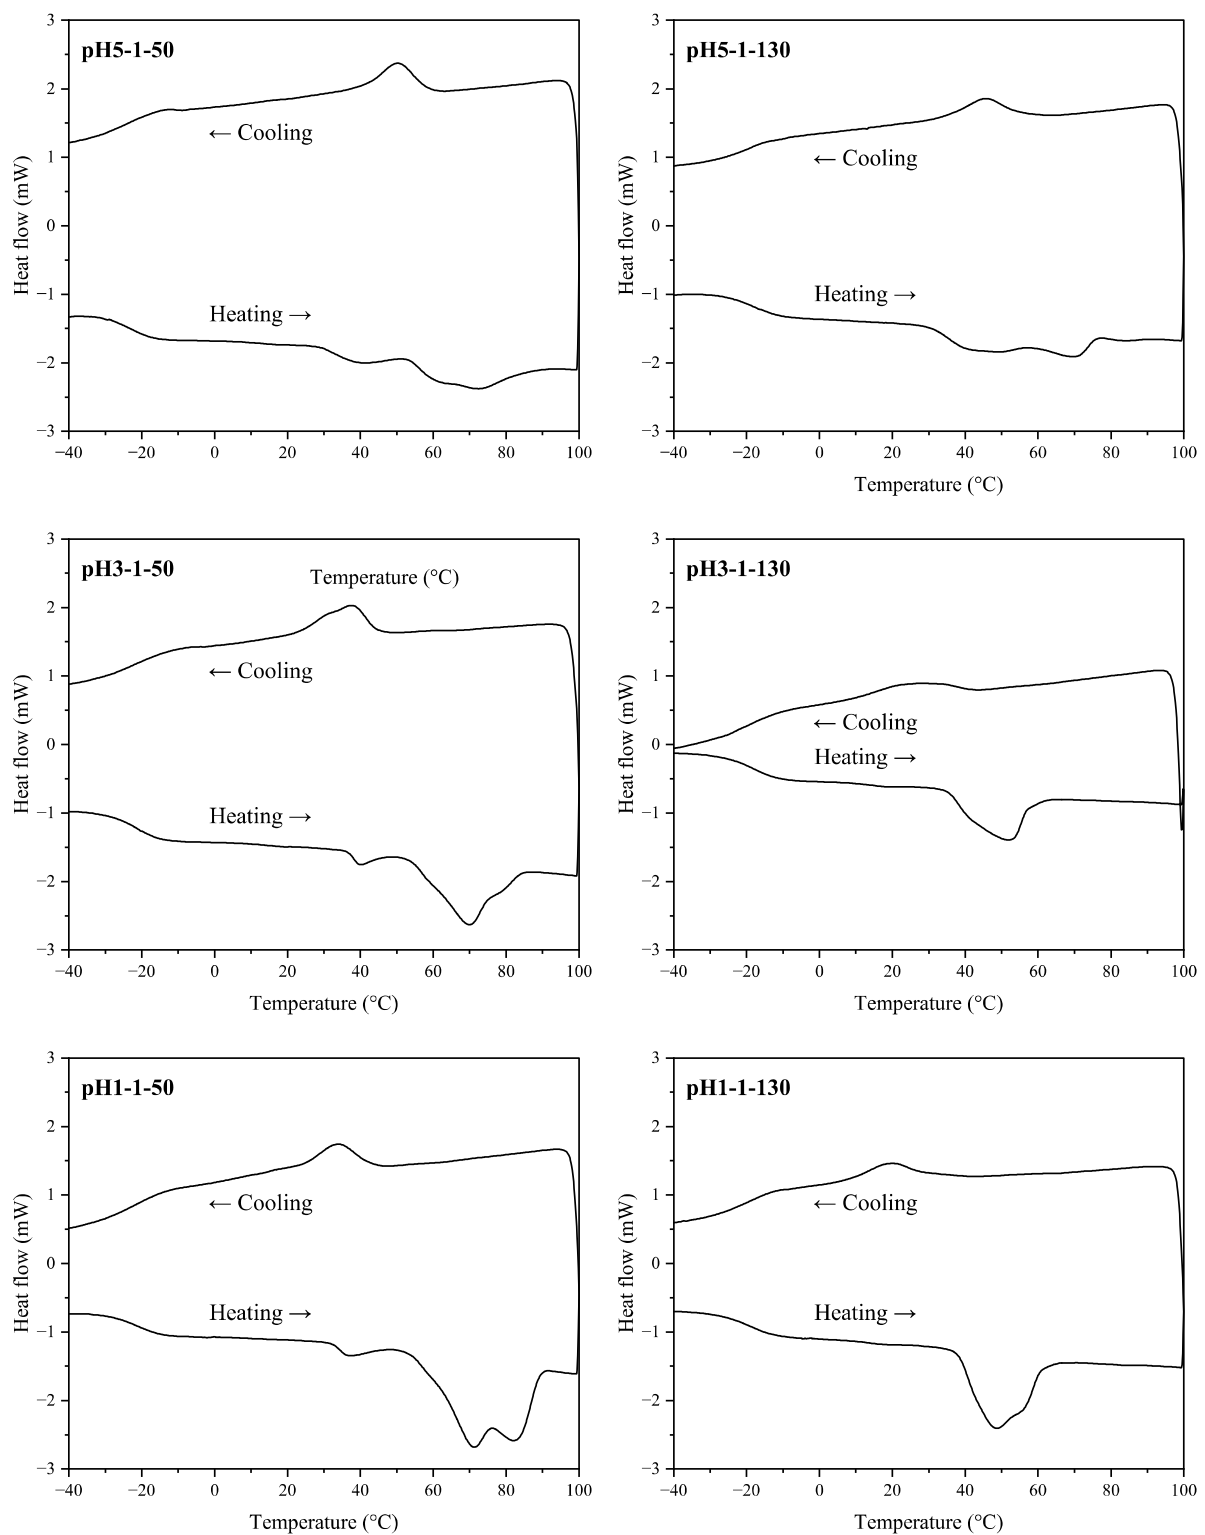 pH5-1-50
3
2
1
0
−1
−2
−3
Heat flow (mW)
← Cooling
Heating →
−40 −20 0 20 40 60 80 100
pH5-1-130
3
2
1
0
−1
−2
−3
Heat flow (mW)
← Cooling
Heating →
−40 −20 0 20 40 60 80 100
Temperature (°C)
pH3-1-50
Temperature (°C)
3
2
1
0
−1
−2
−3
Heat flow (mW)
← Cooling
Heating →
−40 −20 0 20 40 60 80 100
Temperature (°C)
pH3-1-130
3
2
1
0
−1
−2
−3
Heat flow (mW)
← Cooling
Heating →
−40 −20 0 20 40 60 80 100
Temperature (°C)
pH1-1-50
3
2
1
0
−1
−2
−3
Heat flow (mW)
← Cooling
Heating →
−40 −20 0 20 40 60 80 100
Temperature (°C)
pH1-1-130
3
2
1
0
−1
−2
−3
Heat flow (mW)
← Cooling
Heating →
−40 −20 0 20 40 60 80 100
Temperature (°C)